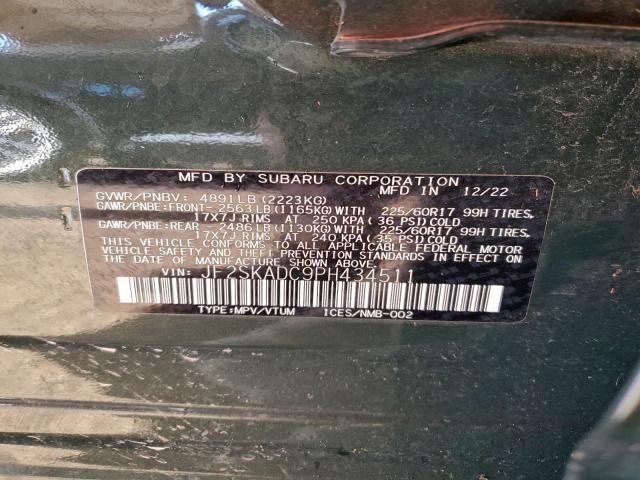 MFD BY SUBARU CORPORATION
GVWR/PNBV: 4891LB (2223KG) MFD IN 12/22
GAWR/PNBE: FRONT- 2563LB (1165KG) WITH 225/60R17 99H TIRES,
17X7J RIMS AT 250 KPA (36 PSI) COLD
GAWR/PNBE: REAR - 2486LB (1130KG) WITH 225/60R17 99H TIRES,
17X7J RIMS AT 240 KPA (35 PSI) COLD
THIS VEHICLE CONFORMS TO ALL APPLICABLE FEDERAL MOTOR
VEHICLE SAFETY AND THEFT PREVENTION STANDARDS IN EFFECT ON
THE DATE OF MANUFACTURE SHOWN ABOVE.
VIN: JF2SKADC9PH434511
TYPE:MPV/VTUM ICES/NMB-002